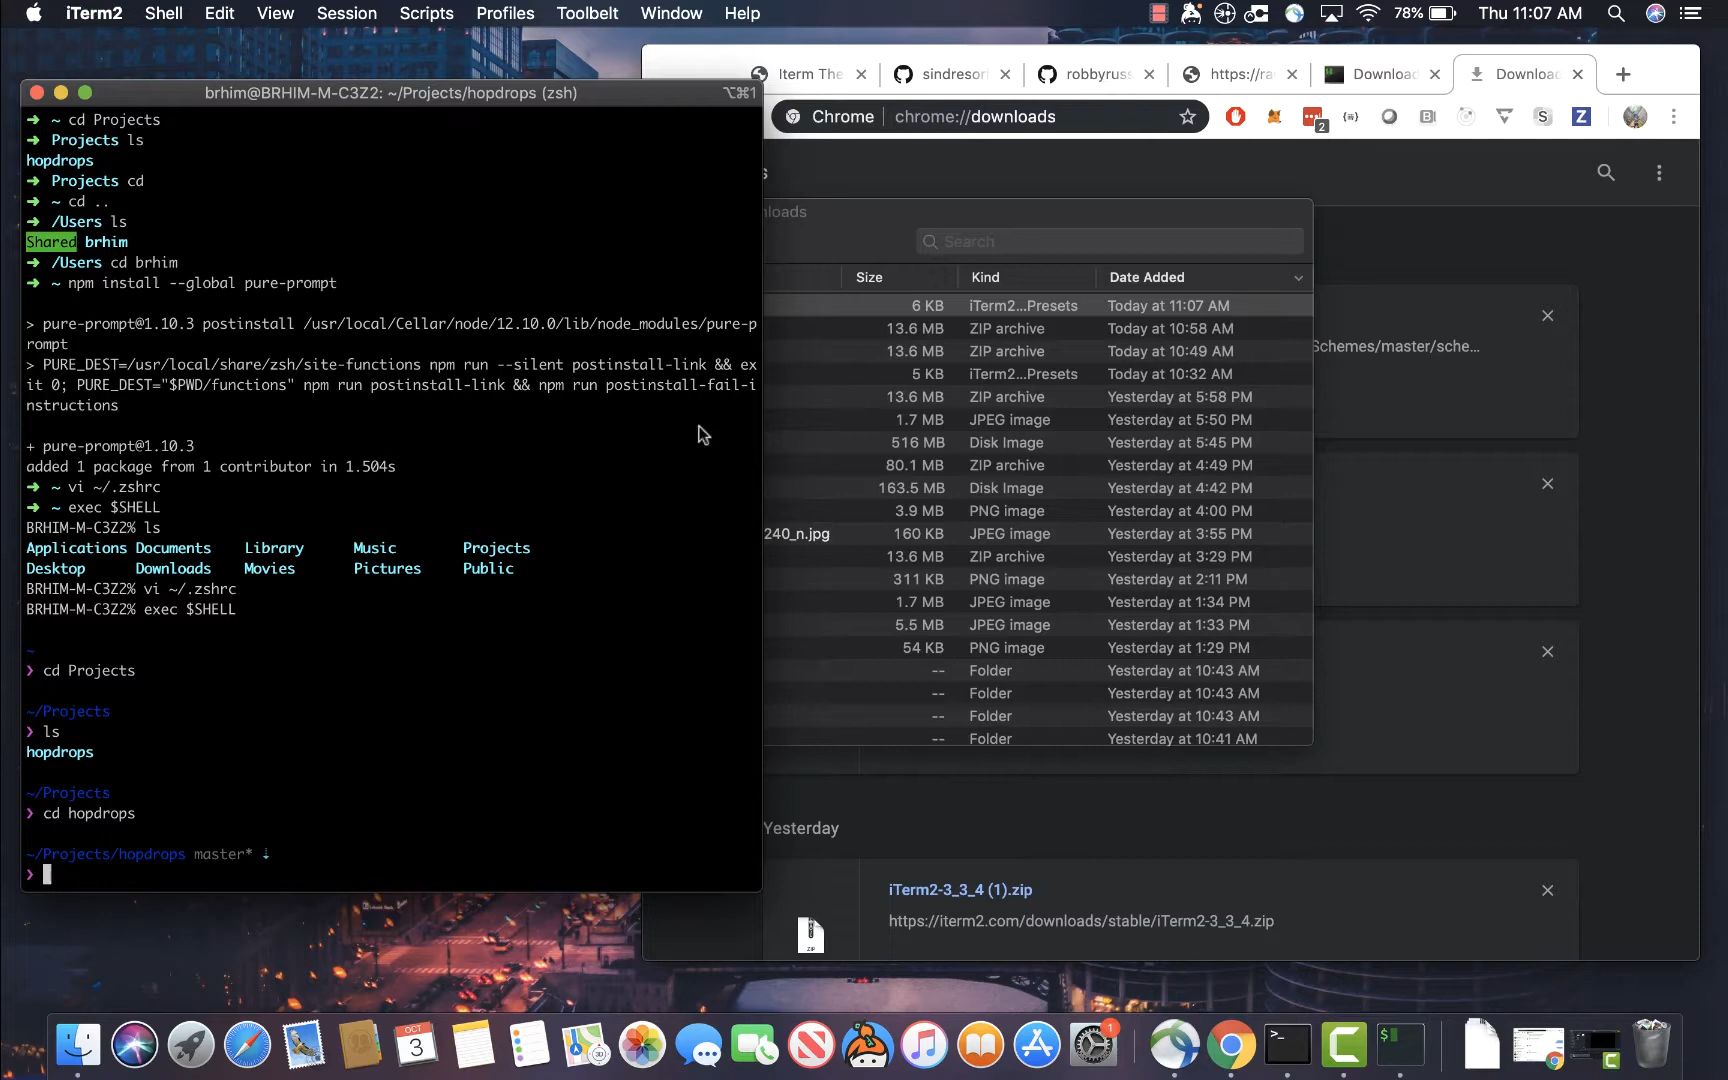 iTerm2 Shell Edit View Session Scripts Profiles Toolbelt Window Help 78% Thu 11:07 AM
Iterm The sindresor robbyruss https://ra Download Download
brhim@BRHIM-M-C3Z2: ~/Projects/hopdrops (zsh) ⌥⌘1
Chrome chrome://downloads 2 S Z
→ ~ cd Projects
→ Projects ls
hopdrops
→ Projects cd
→ ~ cd ..
→ /Users ls
Shared brhim
→ /Users cd brhim
→ ~ npm install --global pure-prompt
> pure-prompt@1.10.3 postinstall /usr/local/Cellar/node/12.10.0/lib/node_modules/pure-p
rompt
> PURE_DEST=/usr/local/share/zsh/site-functions npm run --silent postinstall-link && ex
it 0; PURE_DEST="$PWD/functions" npm run postinstall-link && npm run postinstall-fail-i
nstructions
+ pure-prompt@1.10.3
added 1 package from 1 contributor in 1.504s
→ ~ vi ~/.zshrc
→ ~ exec $SHELL
BRHIM-M-C3Z2% ls
Applications Documents Library Music Projects
Desktop Downloads Movies Pictures Public
BRHIM-M-C3Z2% vi ~/.zshrc
BRHIM-M-C3Z2% exec $SHELL
~
❯ cd Projects
~/Projects
❯ ls
hopdrops
~/Projects
❯ cd hopdrops
~/Projects/hopdrops master* ⇣
❯
s
nloads
Search
Size Kind Date Added
6 KB iTerm2...Presets Today at 11:07 AM
13.6 MB ZIP archive Today at 10:58 AM
13.6 MB ZIP archive Today at 10:49 AM
5 KB iTerm2...Presets Today at 10:32 AM
13.6 MB ZIP archive Yesterday at 5:58 PM
1.7 MB JPEG image Yesterday at 5:50 PM
516 MB Disk Image Yesterday at 5:45 PM
80.1 MB ZIP archive Yesterday at 4:49 PM
163.5 MB Disk Image Yesterday at 4:42 PM
3.9 MB PNG image Yesterday at 4:00 PM
240_n.jpg 160 KB JPEG image Yesterday at 3:55 PM
13.6 MB ZIP archive Yesterday at 3:29 PM
311 KB PNG image Yesterday at 2:11 PM
1.7 MB JPEG image Yesterday at 1:34 PM
5.5 MB JPEG image Yesterday at 1:33 PM
54 KB PNG image Yesterday at 1:29 PM
-- Folder Yesterday at 10:43 AM
-- Folder Yesterday at 10:43 AM
-- Folder Yesterday at 10:43 AM
-- Folder Yesterday at 10:41 AM
Schemes/master/sche...
Yesterday
iTerm2-3_3_4 (1).zip
https://iterm2.com/downloads/stable/iTerm2-3_3_4.zip
ZIP
OCT
3
1